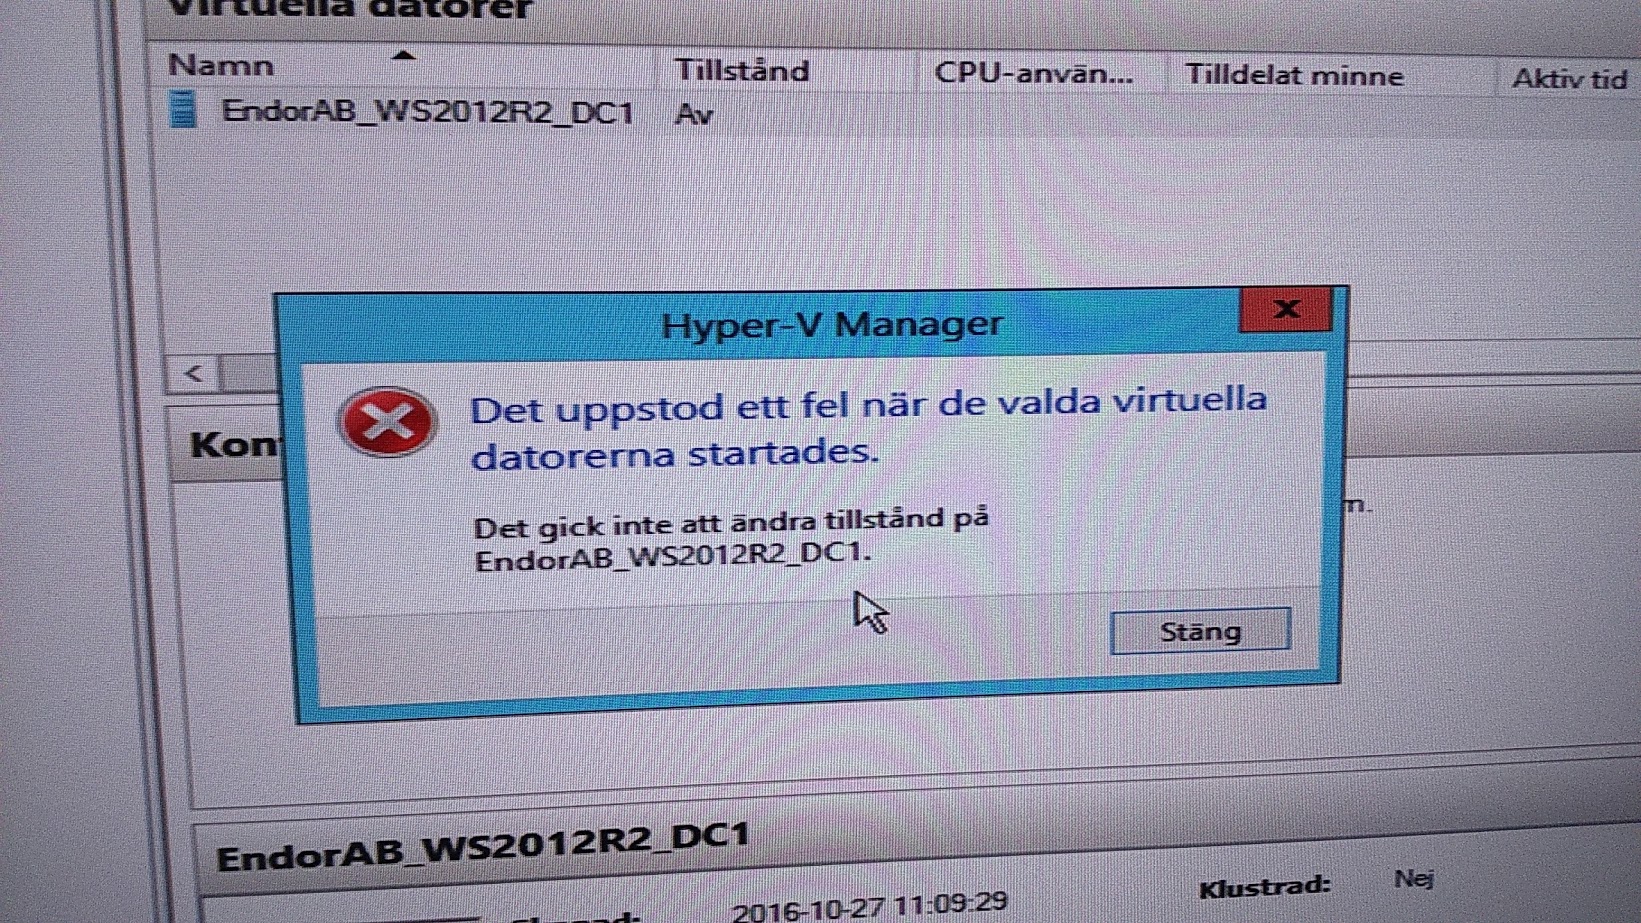 Virtuella datorer
Namn Tillstånd CPU-använ... Tilldelat minne Aktiv tid
EndorAB_WS2012R2_DC1 Av
Hyper-V Manager
x
Det uppstod ett fel när de valda virtuella
datorerna startades.
Kon
Det gick inte att ändra tillstånd på
EndorAB_WS2012R2_DC1.
Stäng
EndorAB_WS2012R2_DC1
2016-10-27 11:09:29 Klustrad: Nej